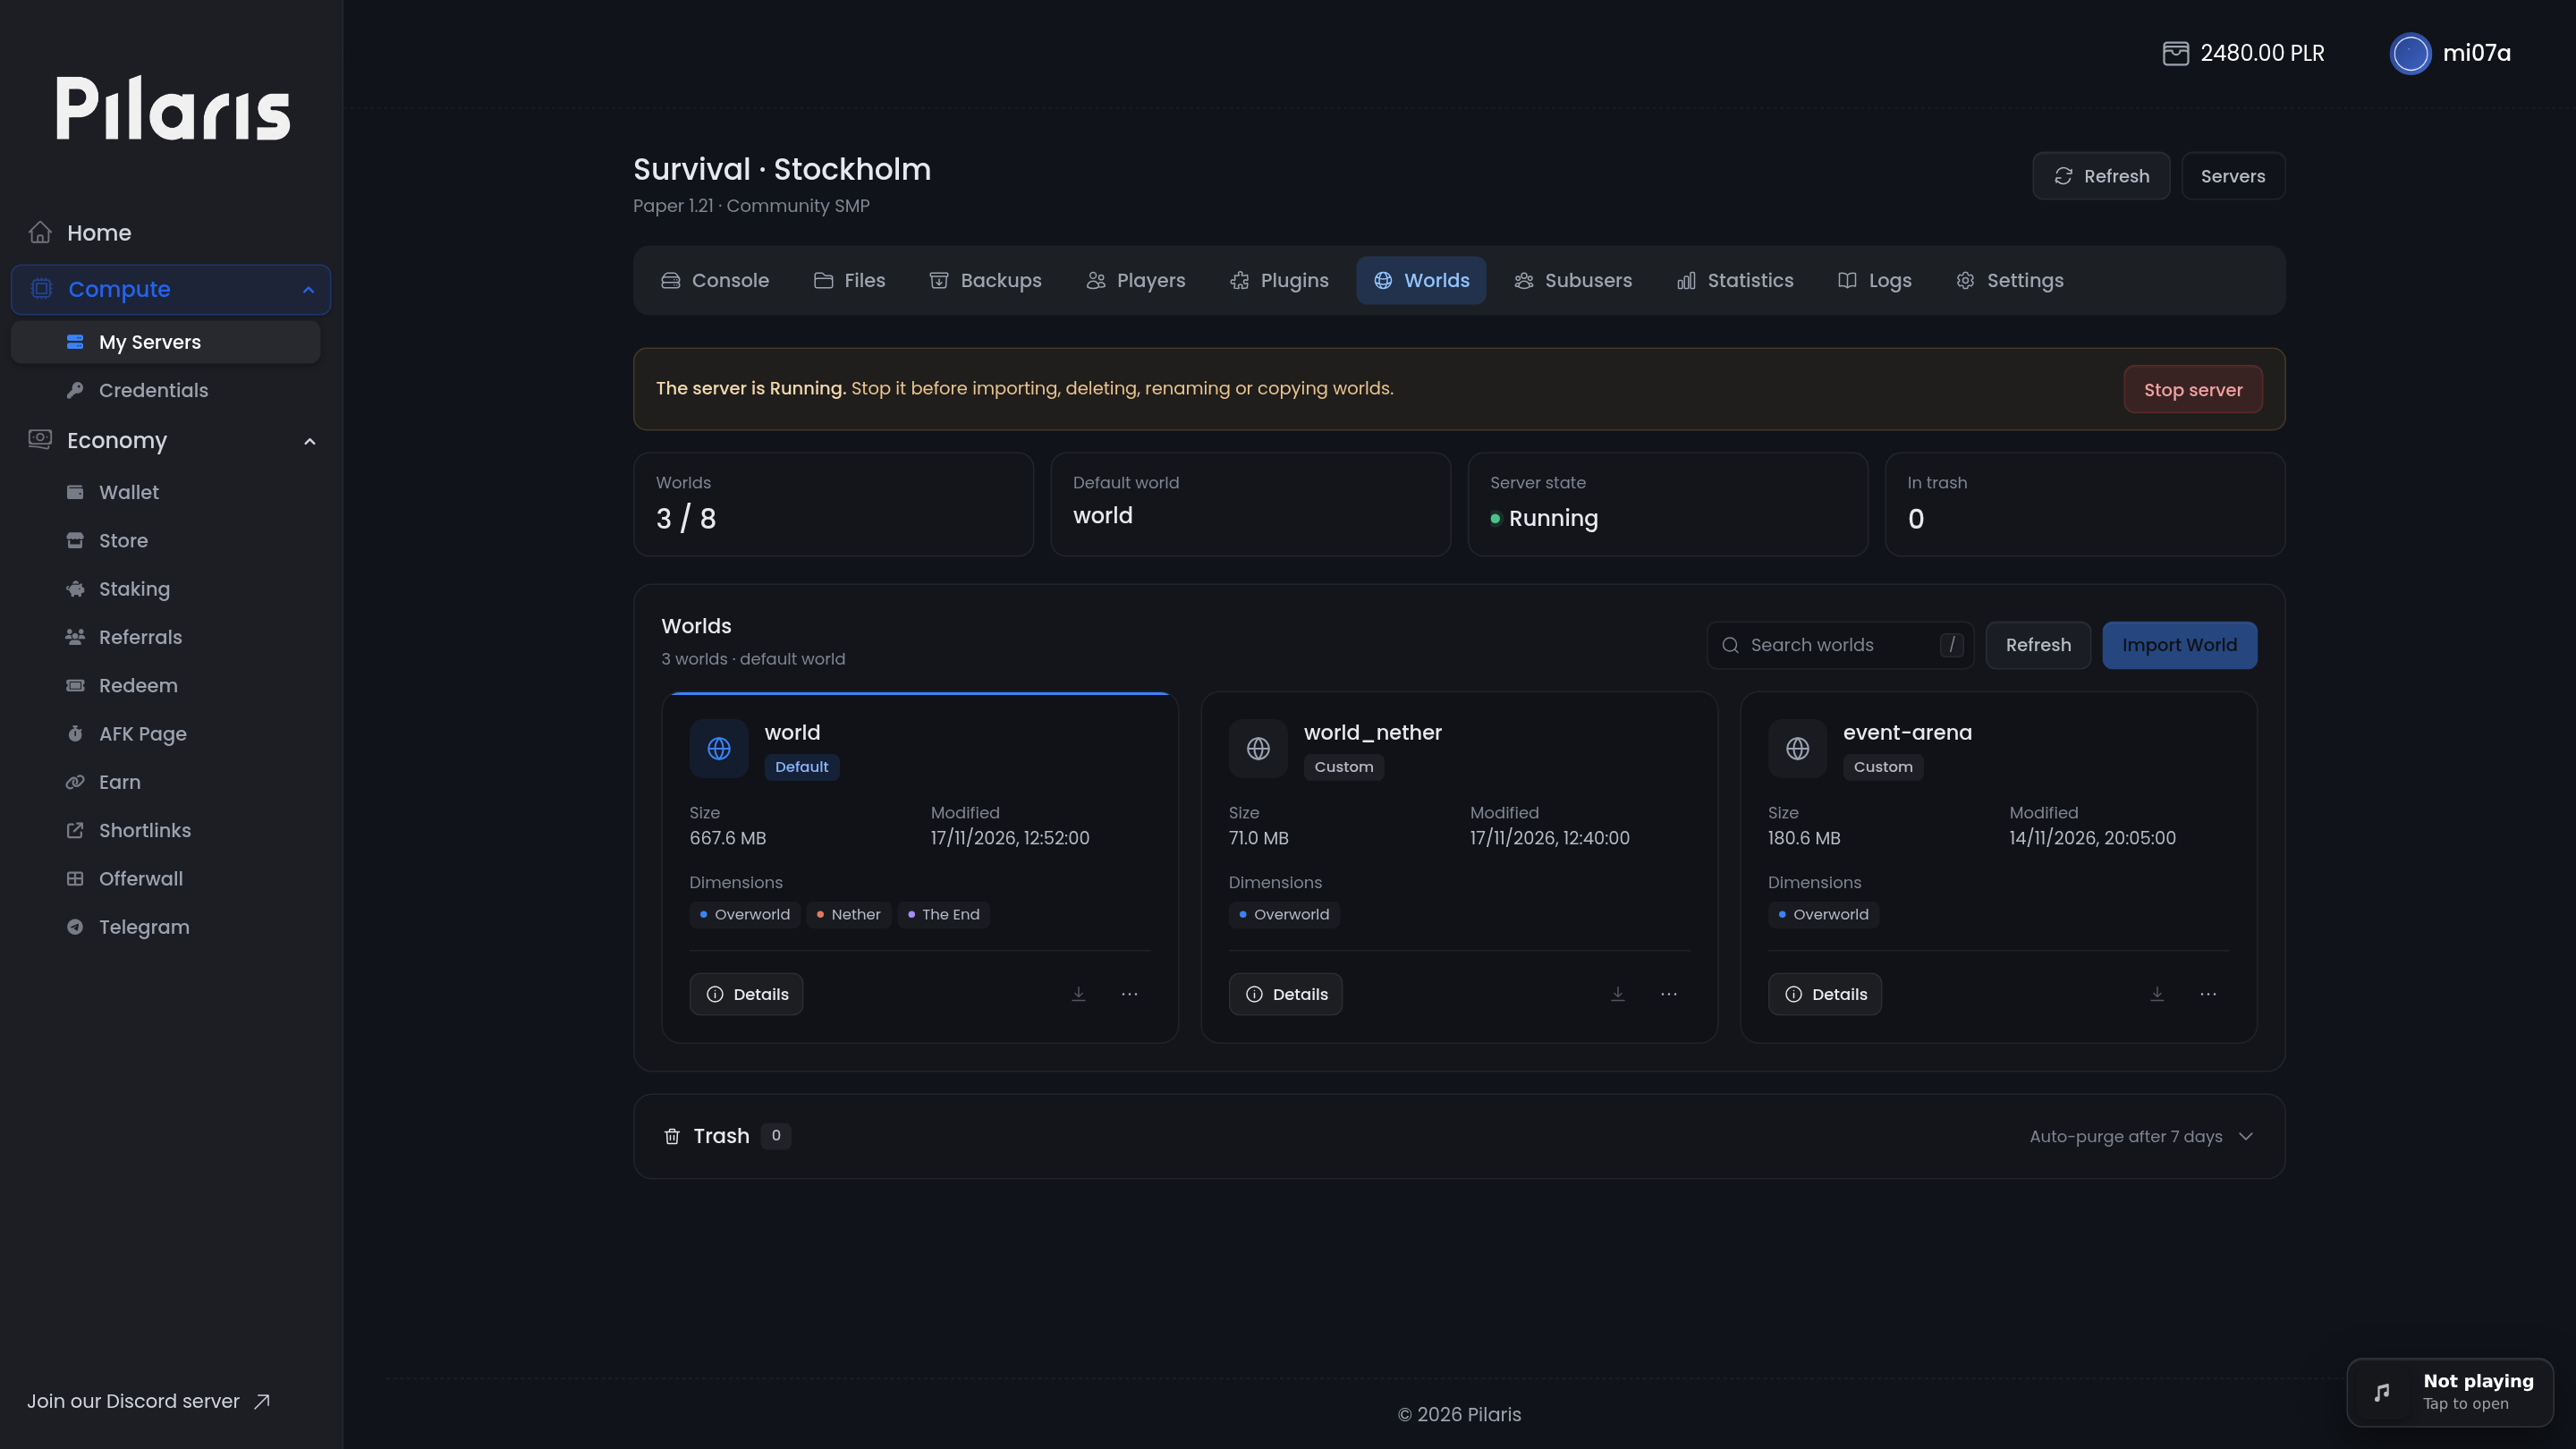 Pilaris
2480.00 PLR
mi07a
Home
Compute
My Servers
Credentials
Economy
Wallet
Store
Staking
Referrals
Redeem
AFK Page
Earn
Shortlinks
Offerwall
Telegram
Join our Discord server
Survival · Stockholm
Paper 1.21 · Community SMP
Refresh
Servers
Console
Files
Backups
Players
Plugins
Worlds
Subusers
Statistics
Logs
Settings
The server is Running. Stop it before importing, deleting, renaming or copying worlds.
Stop server
Worlds
3 / 8
Default world
world
Server state
Running
In trash
0
Worlds
3 worlds · default world
Search worlds
/
Refresh
Import World
world
Default
Size
667.6 MB
Modified
17/11/2026, 12:52:00
Dimensions
Overworld
Nether
The End
Details
world_nether
Custom
Size
71.0 MB
Modified
17/11/2026, 12:40:00
Dimensions
Overworld
Details
event-arena
Custom
Size
180.6 MB
Modified
14/11/2026, 20:05:00
Dimensions
Overworld
Details
Trash
0
Auto-purge after 7 days
© 2026 Pilaris
Not playing
Tap to open